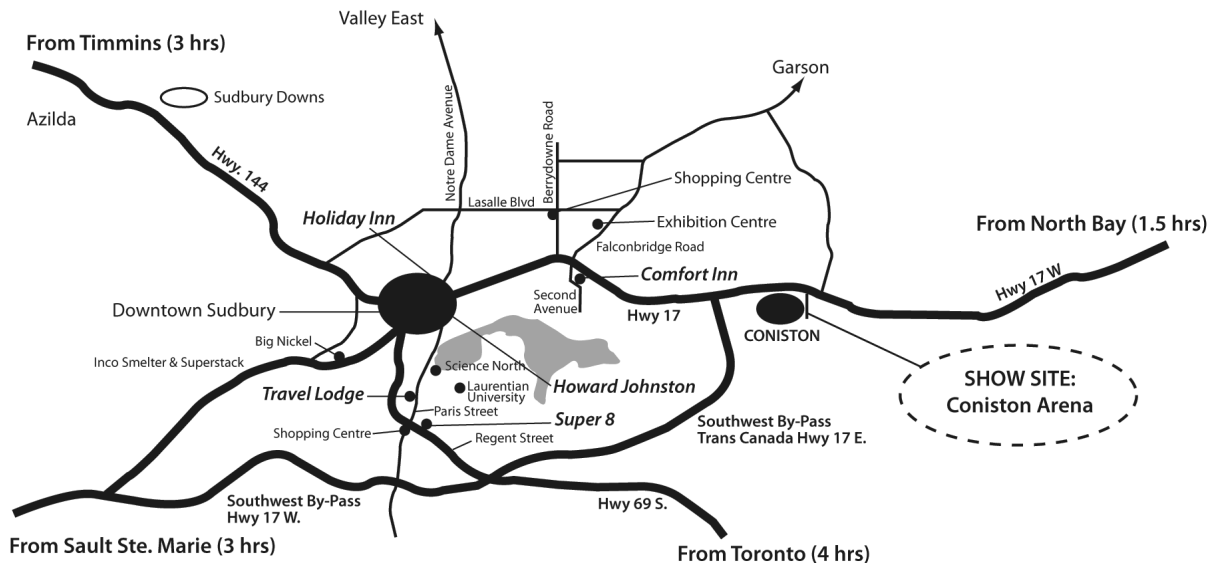 Valley East
From Timmins (3 hrs)
Garson
Sudbury Downs
Azilda
Notre Dame Avenue
Berrydowne Road
Hwy. 144
Shopping Centre
Lasalle Blvd
Holiday Inn
Exhibition Centre
From North Bay (1.5 hrs)
Falconbridge Road
Comfort Inn
Hwy 17 W
Second
Avenue
Downtown Sudbury
Hwy 17
CONISTON
Big Nickel
Inco Smelter & Superstack
Science North
Laurentian
University
Howard Johnston
SHOW SITE:
Coniston Arena
Travel Lodge
Paris Street
Super 8
Shopping Centre
Regent Street
Southwest By-Pass
Trans Canada Hwy 17 E.
Southwest By-Pass
Hwy 17 W.
Hwy 69 S.
From Sault Ste. Marie (3 hrs)
From Toronto (4 hrs)